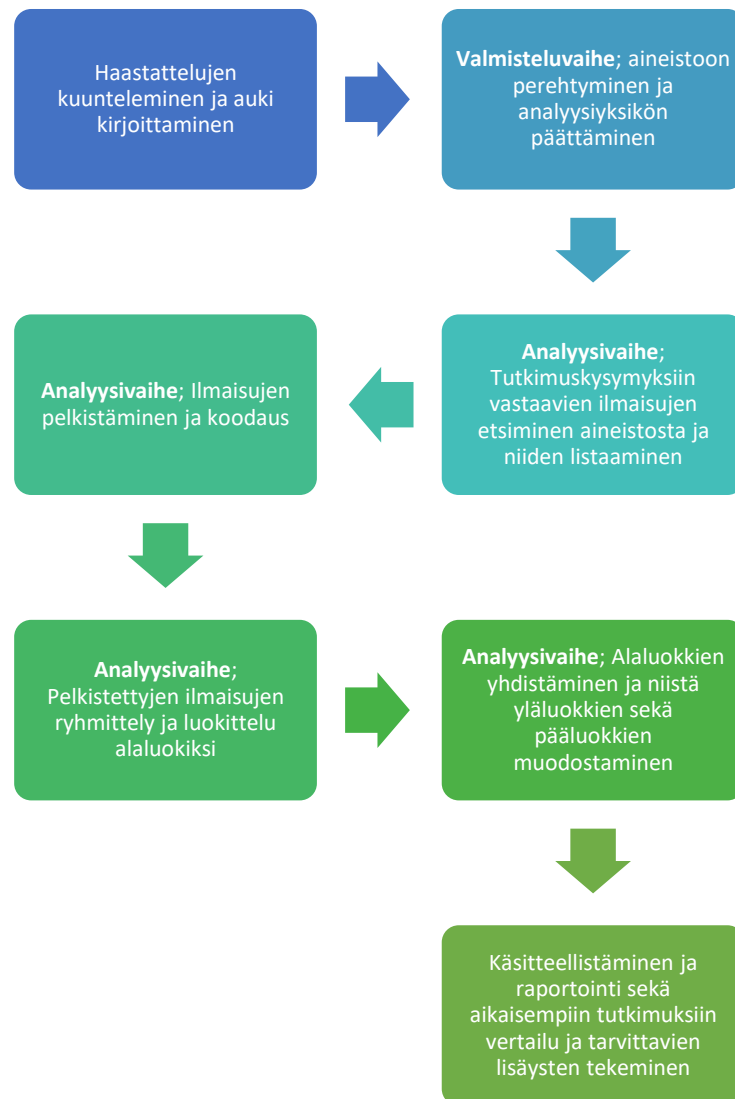 Haastattelujen
kuunteleminen ja auki
kirjoittaminen
Valmisteluvaihe; aineistoon
perehtyminen ja
analyysiyksikön
päättäminen
Analyysivaihe;
Tutkimuskysymyksiin
vastaavien ilmaisujen
etsiminen aineistosta ja
niiden listaaminen
Analyysivaihe; Ilmaisujen
pelkistäminen ja koodaus
Analyysivaihe;
Pelkistettyjen ilmaisujen
ryhmittely ja luokittelu
alaluokiksi
Analyysivaihe; Alaluokkien
yhdistäminen ja niistä
yläluokkien sekä
pääluokkien
muodostaminen
Käsitteellistäminen ja
raportointi sekä
aikaisempiin tutkimuksiin
vertailu ja tarvittavien
lisäysten tekeminen